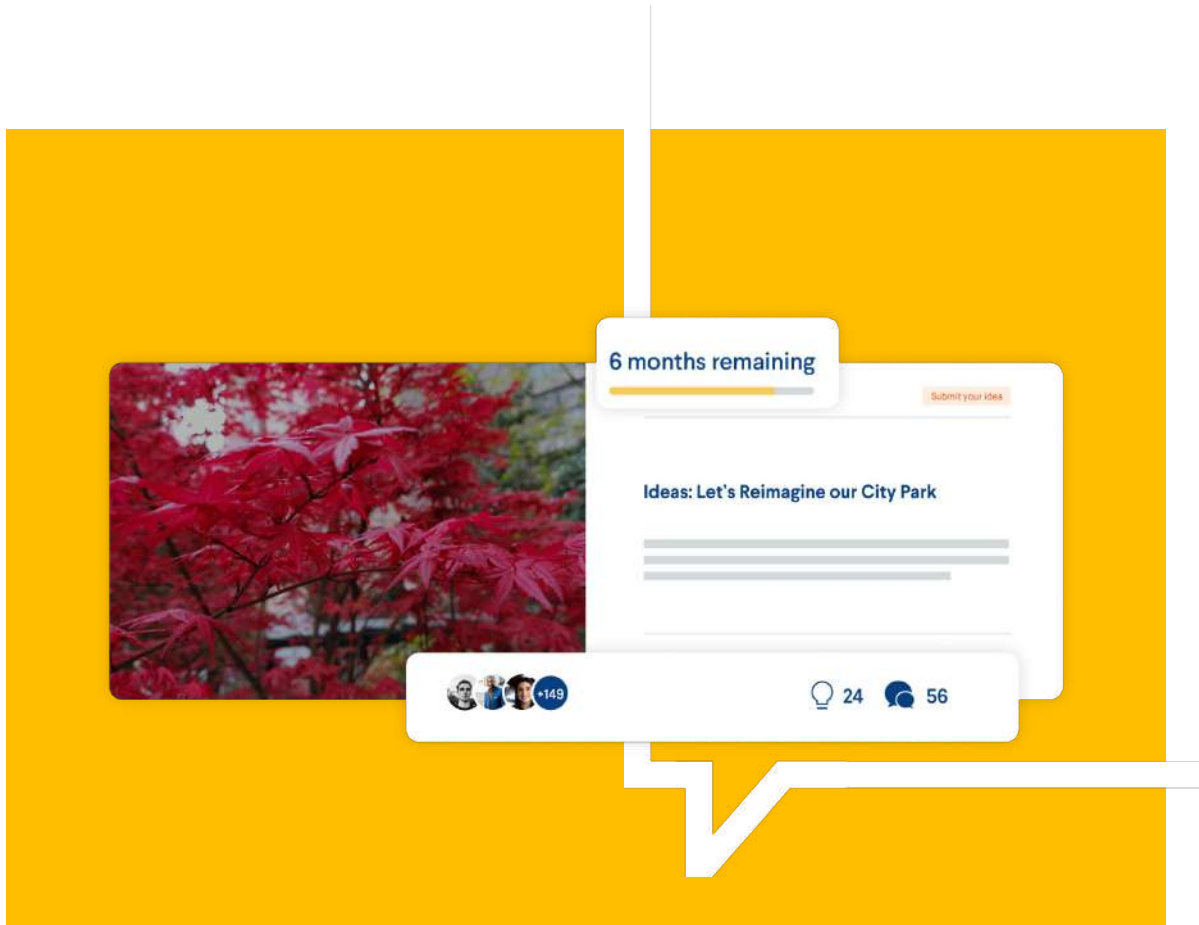 6 months remaining
Submit your idea
Ideas: Let's Reimagine our City Park
+149
24
56